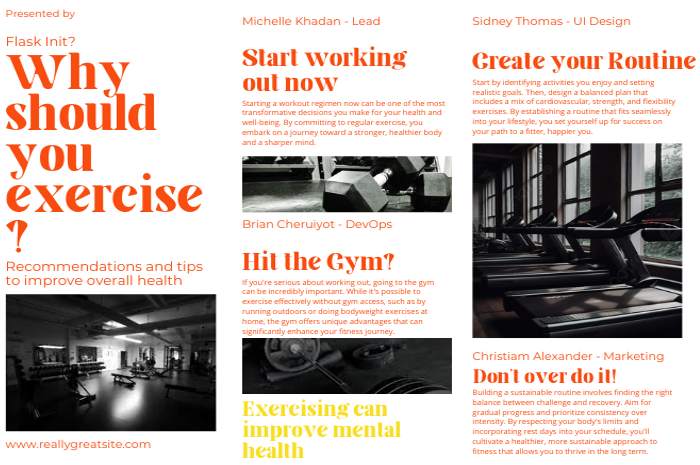 Presented by
Flask Init?
Why
should
you
exercise
?
Recommendations and tips
to improve overall health
www.reallygreatsite.com
Michelle Khadan - Lead
Start working
out now
Starting a workout regimen now can be one of the most
transformative decisions you make for your health and
well-being. By committing to regular exercise, you
embark on a journey toward a stronger, healthier body
and a sharper mind.
Brian Cheruiyot - DevOps
Hit the Gym?
If you're serious about working out, going to the gym
can be incredibly important. While it's possible to
exercise effectively without gym access, such as by
running outdoors or doing bodyweight exercises at
home, the gym offers unique advantages that can
significantly enhance your fitness journey.
Exercising can
improve mental
health
Sidney Thomas - UI Design
Create your Routine
Start by identifying activities you enjoy and setting
realistic goals. Then, design a balanced plan that
includes a mix of cardiovascular, strength, and flexibility
exercises. By establishing a routine that fits seamlessly
into your lifestyle, you set yourself up for success on
your path to a fitter, happier you.
Christiam Alexander - Marketing
Don't over do it!
Building a sustainable routine involves finding the right
balance between challenge and recovery. Aim for
gradual progress and prioritize consistency over
intensity. By respecting your body's limits and
incorporating rest days into your schedule, you'll
cultivate a healthier, more sustainable approach to
fitness that allows you to thrive in the long term.